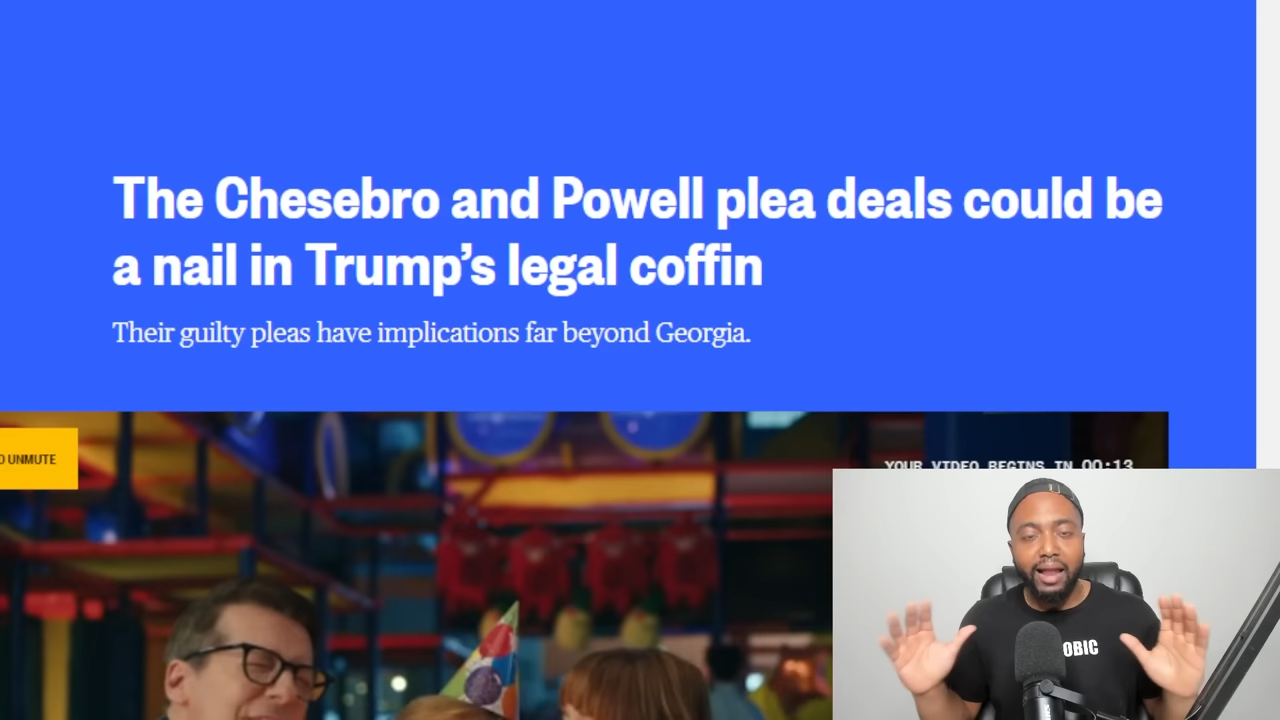 The Chesebro and Powell plea deals could be
a nail in Trump’s legal coffin
Their guilty pleas have implications far beyond Georgia.
UNMUTE
YOUR VIDEO BEGINS IN 00:13
OBIC